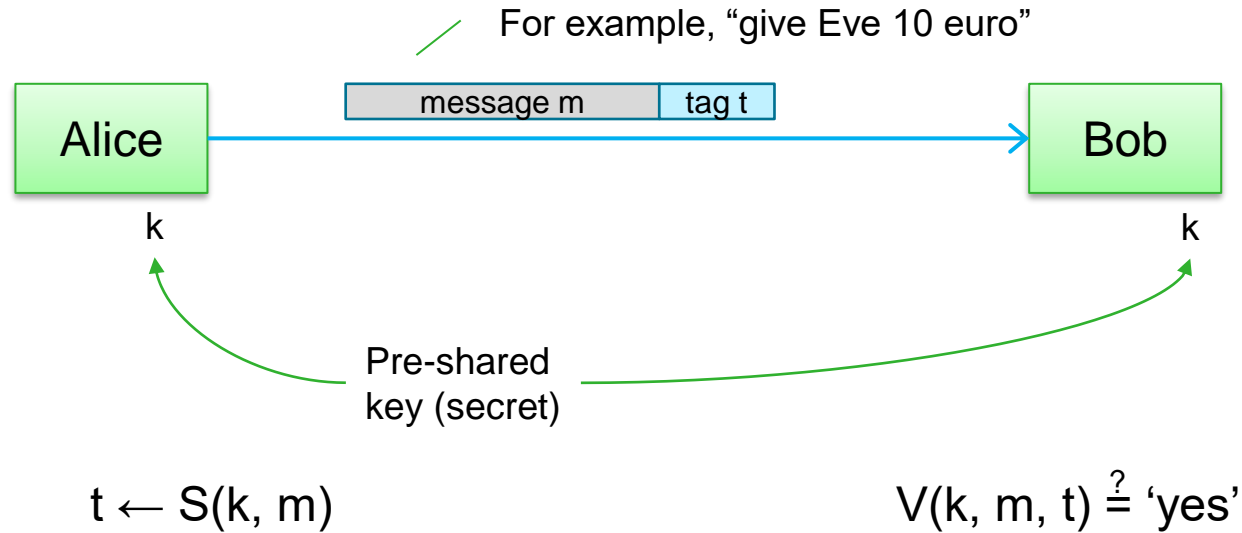 For example, “give Eve 10 euro”
message m
tag t
Alice
Bob
k
k
Pre-shared
key (secret)
t ← S(k, m)
V(k, m, t) ≟ ‘yes’